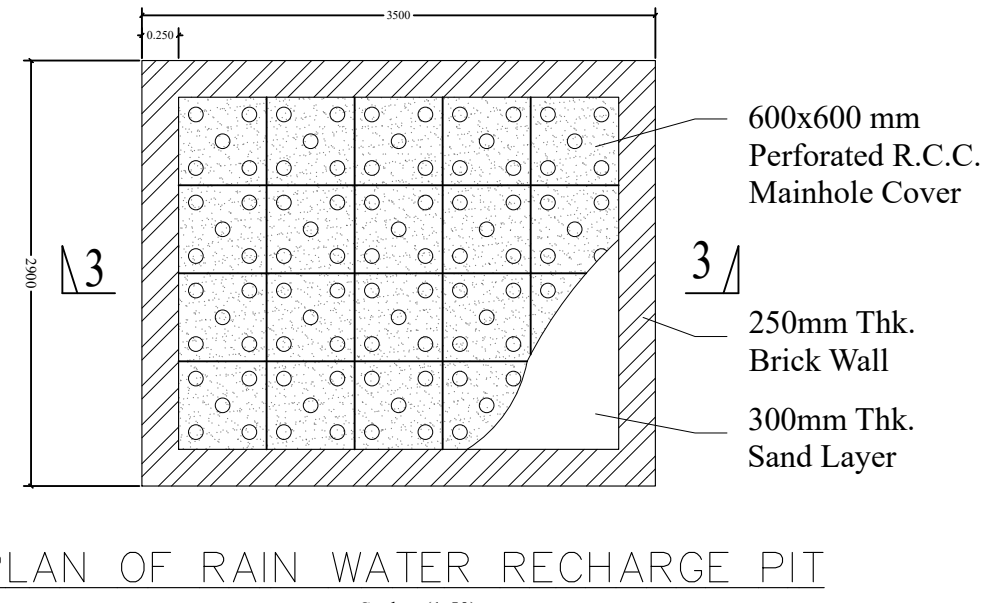 3500
0.250
600x600 mm
Perforated R.C.C.
Mainhole Cover
2900
3
3
250mm Thk.
Brick Wall
300mm Thk.
Sand Layer
PLAN OF RAIN WATER RECHARGE PIT